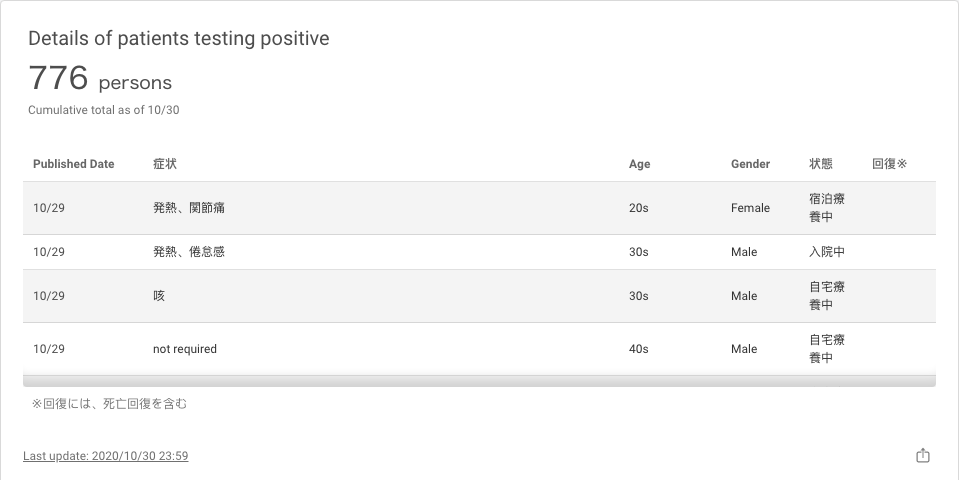 Details of patients testing positive
776 persons
Cumulative total as of 10/30
Published Date 症状 Age Gender 状態 回復※
10/29 発熱、関節痛 20s Female 宿泊療
養中
10/29 発熱、倦怠感 30s Male 入院中
10/29 咳 30s Male 自宅療
養中
10/29 not required 40s Male 自宅療
養中
※回復には、死亡回復を含む
Last update: 2020/10/30 23:59